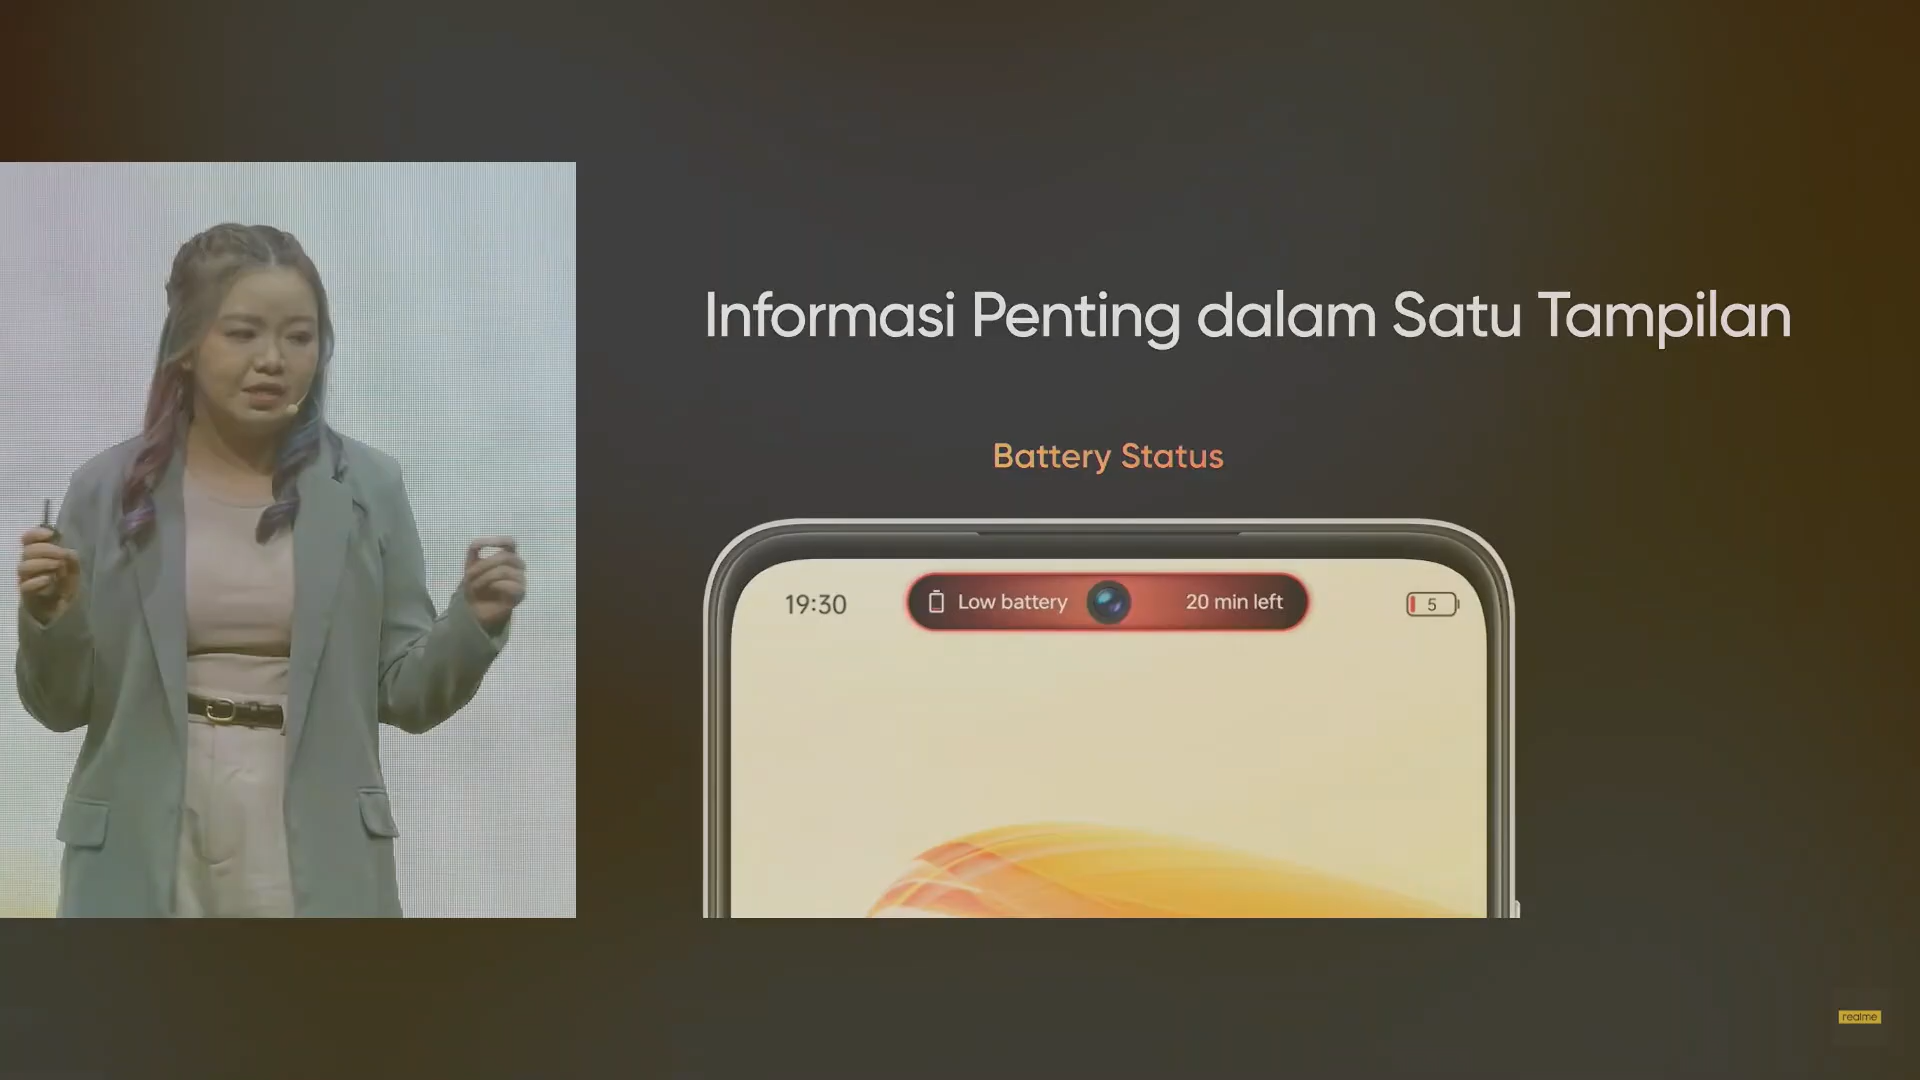 Informasi Penting dalam Satu Tampilan
Battery Status
19:30
Low battery
20 min left
5
realme